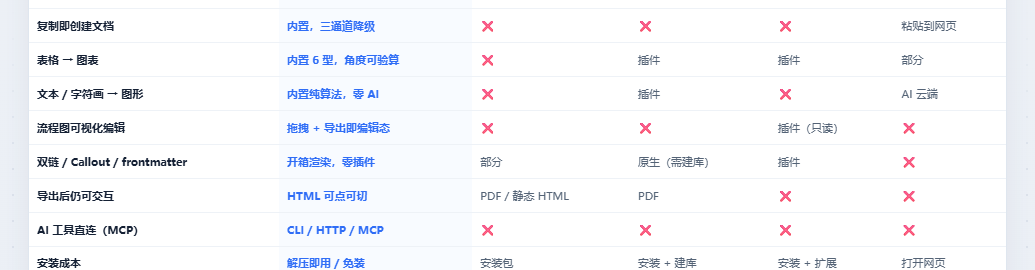 复制即创建文档 内置，三通道降级 ❌ ❌ ❌ 粘贴到网页
表格 → 图表 内置 6 型，角度可验算 ❌ 插件 插件 部分
文本 / 字符画 → 图形 内置纯算法，零 AI ❌ 插件 ❌ AI 云端
流程图可视化编辑 拖拽 + 导出即编辑态 ❌ ❌ 插件（只读） ❌
双链 / Callout / frontmatter 开箱渲染，零插件 部分 原生（需建库） 插件 ❌
导出后仍可交互 HTML 可点可切 PDF / 静态 HTML PDF ❌ ❌
AI 工具直连（MCP） CLI / HTTP / MCP ❌ ❌ ❌ ❌
安装成本 解压即用 / 免装 安装包 安装 + 建库 安装 + 扩展 打开网页